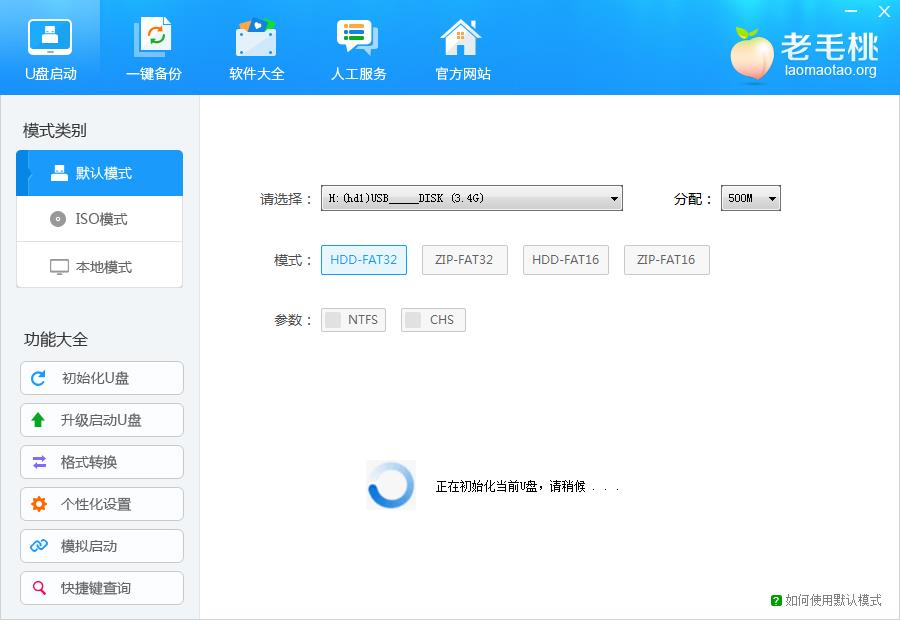 U盘启动
一键备份
软件大全
人工服务
官方网站
老毛桃
laomaotao.org
模式类别
默认模式
ISO模式
本地模式
功能大全
初始化U盘
升级启动U盘
格式转换
个性化设置
模拟启动
快捷键查询
请选择： H:(hd1)USB_____DISK (3.4G) 分配： 500M
模式： HDD-FAT32 ZIP-FAT32 HDD-FAT16 ZIP-FAT16
参数： NTFS CHS
正在初始化当前U盘，请稍候 . . .
? 如何使用默认模式